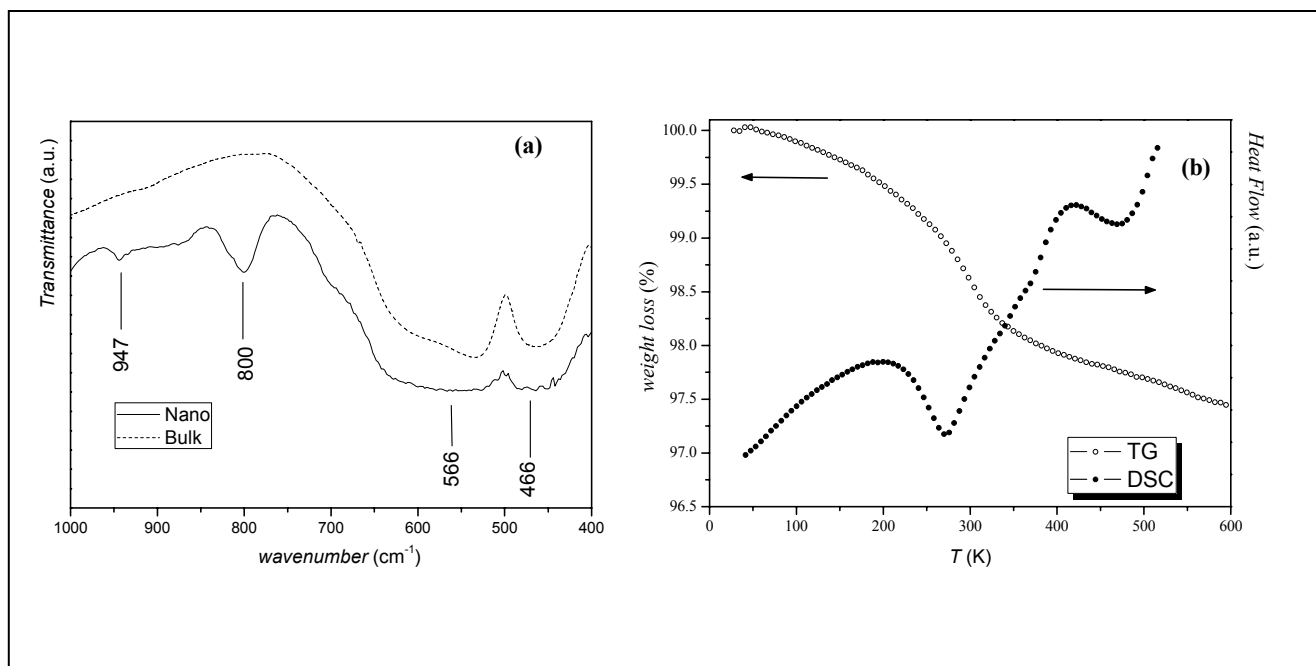 (a)
Transmittance (a.u.)
947
800
566
466
Nano
Bulk
1000 900 800 700 600 500 400
wavenumber (cm-1)
(b)
100.0
99.5
99.0
98.5
98.0
97.5
97.0
96.5
weight loss (%)
Heat Flow (a.u.)
TG
DSC
0 100 200 300 400 500 600
T (K)